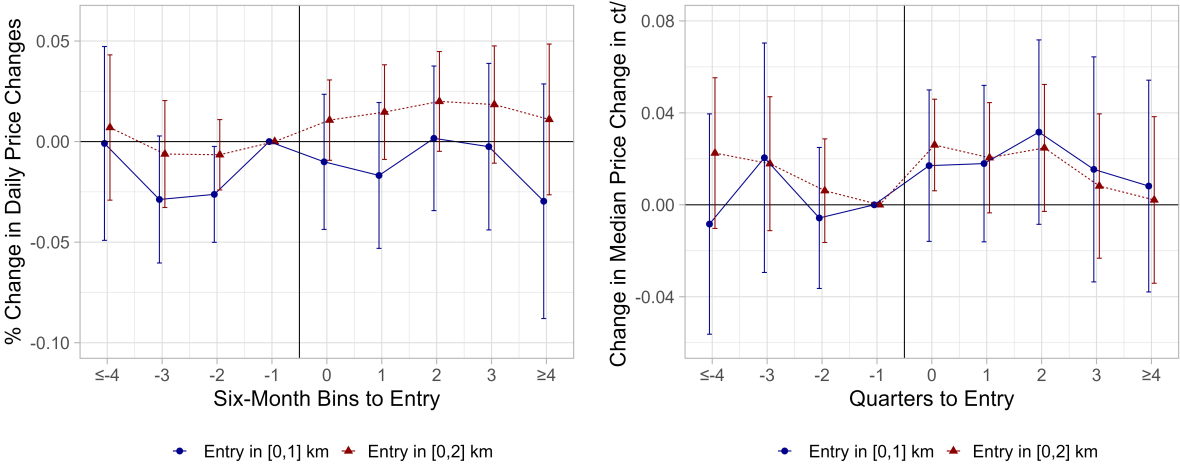 % Change in Daily Price Changes
0.05
0.00
-0.05
-0.10
≤-4 -3 -2 -1 0 1 2 3 ≥4
Six-Month Bins to Entry
Entry in [0,1] km Entry in [0,2] km
Change in Median Price Change in ct/
0.08
0.04
0.00
-0.04
≤-4 -3 -2 -1 0 1 2 3 ≥4
Quarters to Entry
Entry in [0,1] km Entry in [0,2] km